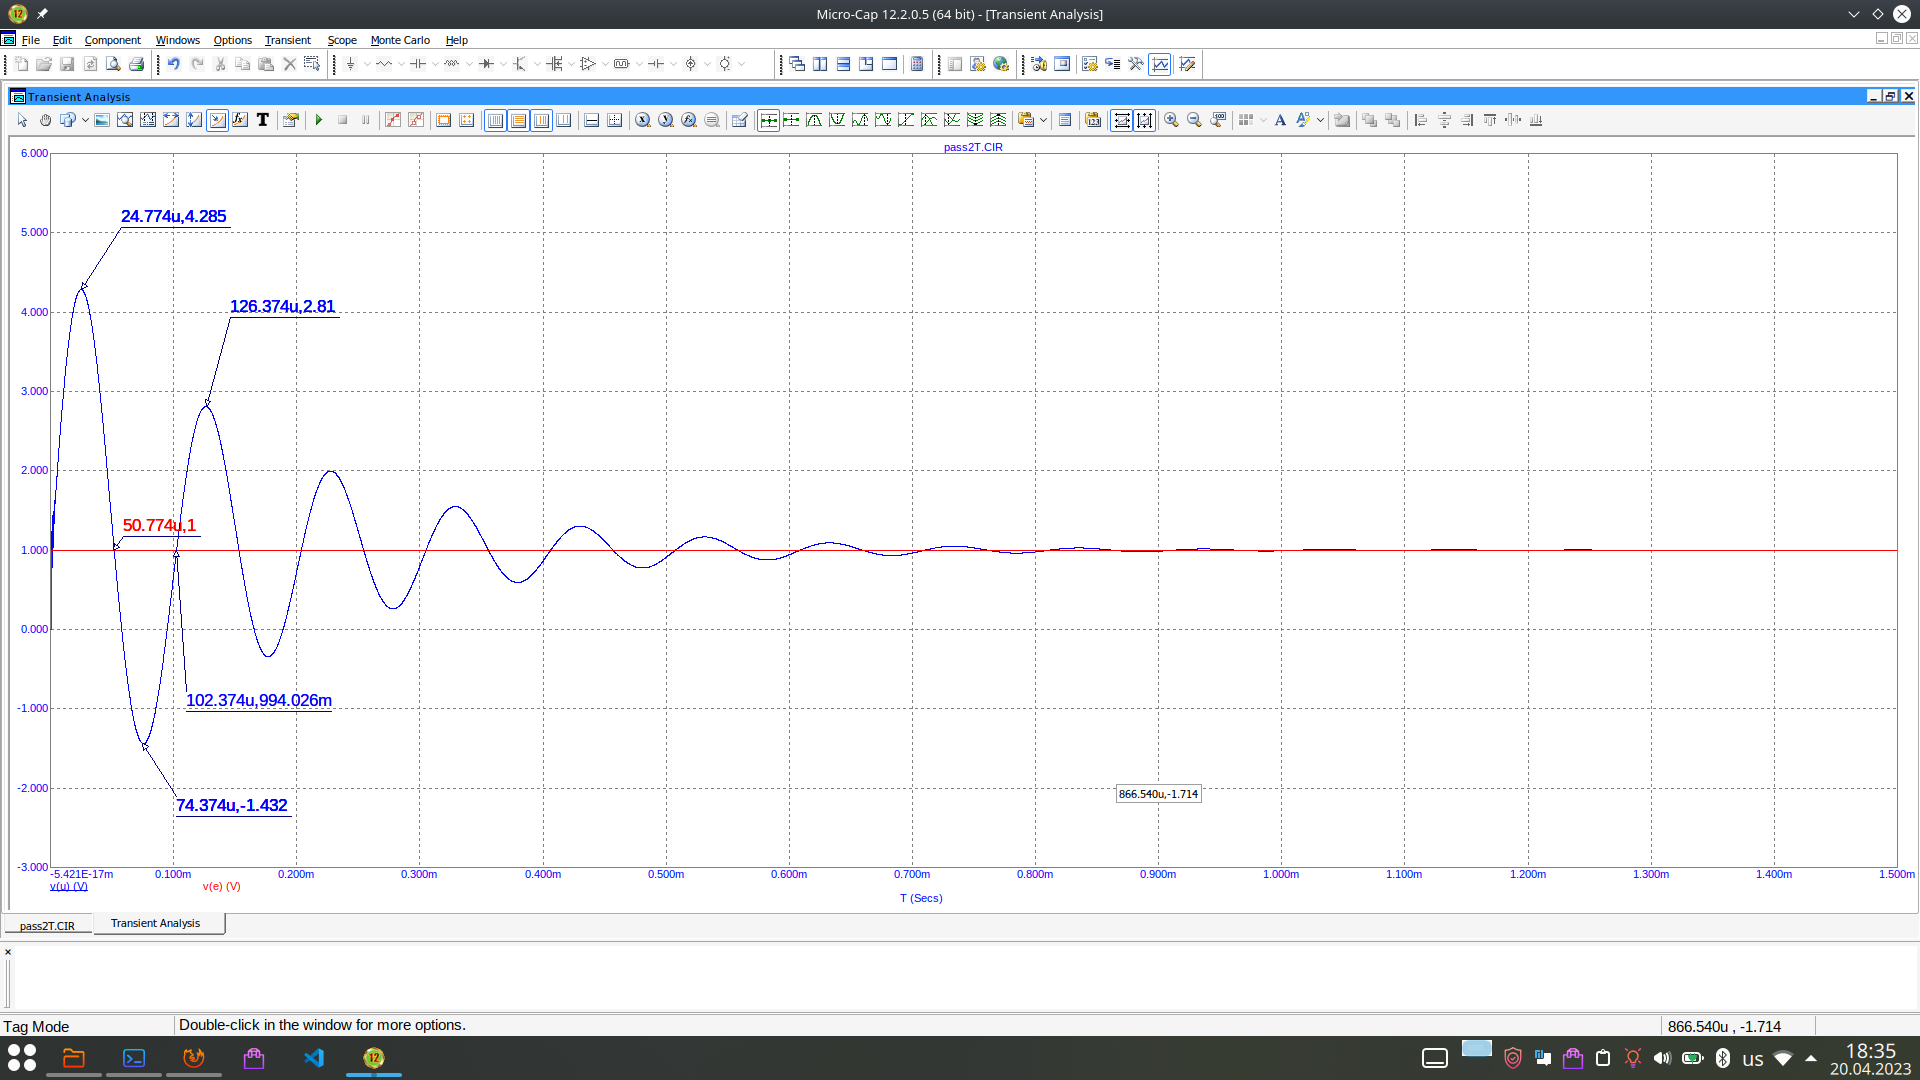 Micro-Cap 12.2.0.5 (64 bit) - [Transient Analysis]
File Edit Component Windows Options Transient Scope Monte Carlo Help
Transient Analysis
pass2T.CIR
6.000
5.000
4.000
3.000
2.000
1.000
0.000
-1.000
-2.000
-3.000
24.774u,4.285
126.374u,2.81
50.774u,1
102.374u,994.026m
74.374u,-1.432
866.540u,-1.714
-5.421E-17m 0.100m 0.200m 0.300m 0.400m 0.500m 0.600m 0.700m 0.800m 0.900m 1.000m 1.100m 1.200m 1.300m 1.400m 1.500m
v(u) (V) v(e) (V)
T (Secs)
pass2T.CIR Transient Analysis
Tag Mode Double-click in the window for more options. 866.540u , -1.714
12 us 18:35
20.04.2023